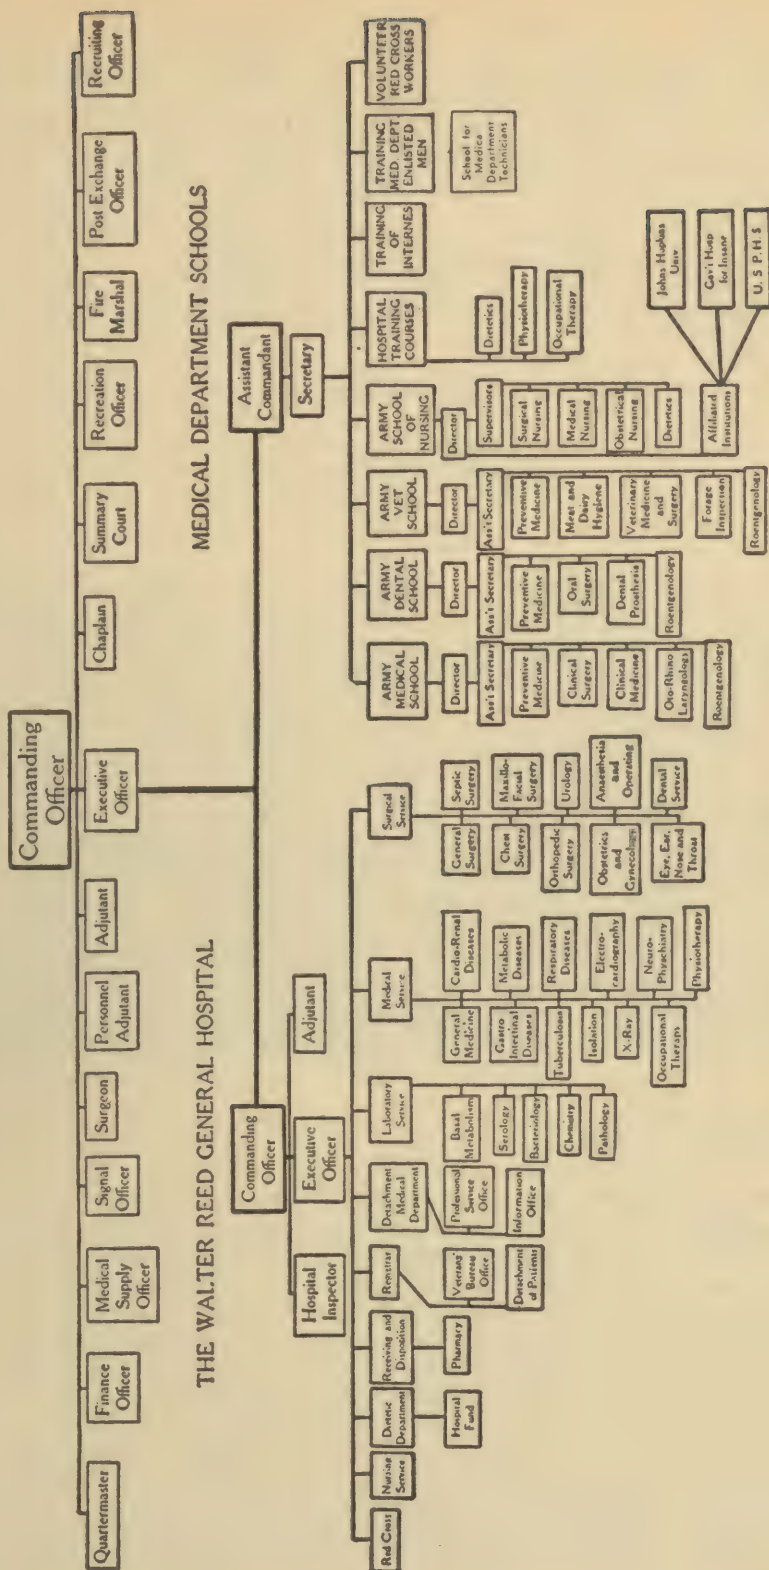 Commanding
Officer
Quartermaster
Finance
Officer
Medical
Supply
Officer
Signal
Officer
Surgeon
Personnel
Adjutant
Adjutant
Executive
Officer
Chaplain
Summary
Court
Recreation
Officer
Fire
Marshal
Post Exchange
Officer
Recruiting
Officer
THE WALTER REED GENERAL HOSPITAL
Commanding
Officer
Hospital
Inspector
Executive
Officer
Adjutant
Red Cross
Nursing
Service
Dietetic
Department
Hospital
Fund
Receiving and
Disposition
Pharmacy
Registrar
Veterans'
Bureau
Office
Detachment
of Patients
Detachment
Medical
Department
Professional
Service
Office
Information
Office
Laboratory
Service
Basal
Metabolism
Serology
Bacteriology
Chemistry
Pathology
Medical
Service
General
Medicine
Cardio-Renal
Diseases
Gastro
Intestinal
Diseases
Metabolic
Diseases
Tuberculosis
Respiratory
Diseases
Isolation
Electro-
cardiography
X-Ray
Neuro-
Phychiatry
Occupational
Therapy
Physiotherapy
Surgical
Service
General
Surgery
Septic
Surgery
Chest
Surgery
Maxillo-
Facial Surgery
Orthopedic
Surgery
Urology
Obstetrics
and
Gynecology
Anaesthesia
and
Operating
Eye, Ear,
Nose and
Throat
Dental
Service
MEDICAL DEPARTMENT SCHOOLS
Assistant
Commandant
Secretary
ARMY
MEDICAL
SCHOOL
Director
Ass't Secretary
Preventive
Medicine
Clinical
Surgery
Clinical
Medicine
Oto-Rhino
Laryngology
Roentgenology
ARMY
DENTAL
SCHOOL
Director
Ass't Secretary
Preventive
Medicine
Oral
Surgery
Dental
Prosthesia
Roentgenology
ARMY
VET
SCHOOL
Director
Ass't Secretary
Preventive
Medicine
Meat and
Dairy
Hygiene
Veterinary
Medicine
and
Surgery
Forage
Inspection
Roentgenology
ARMY
SCHOOL
OF
NURSING
Director
Supervisors
Surgical
Nursing
Medical
Nursing
Obstetrical
Nursing
Dietetics
Affiliated
Institutions
Johns Hopkins
Univ
Gov't Hosp
for Insane
U. S. P. H. S
HOSPITAL
TRAINING
COURSES
Dietetics
Physiotherapy
Occupational
Therapy
TRAINING
OF
INTERNES
TRAINING
MED. DEPT.
ENLISTED
MEN
School for
Medica
Department
Technicians
VOLUNTEER
RED CROSS
WORKERS